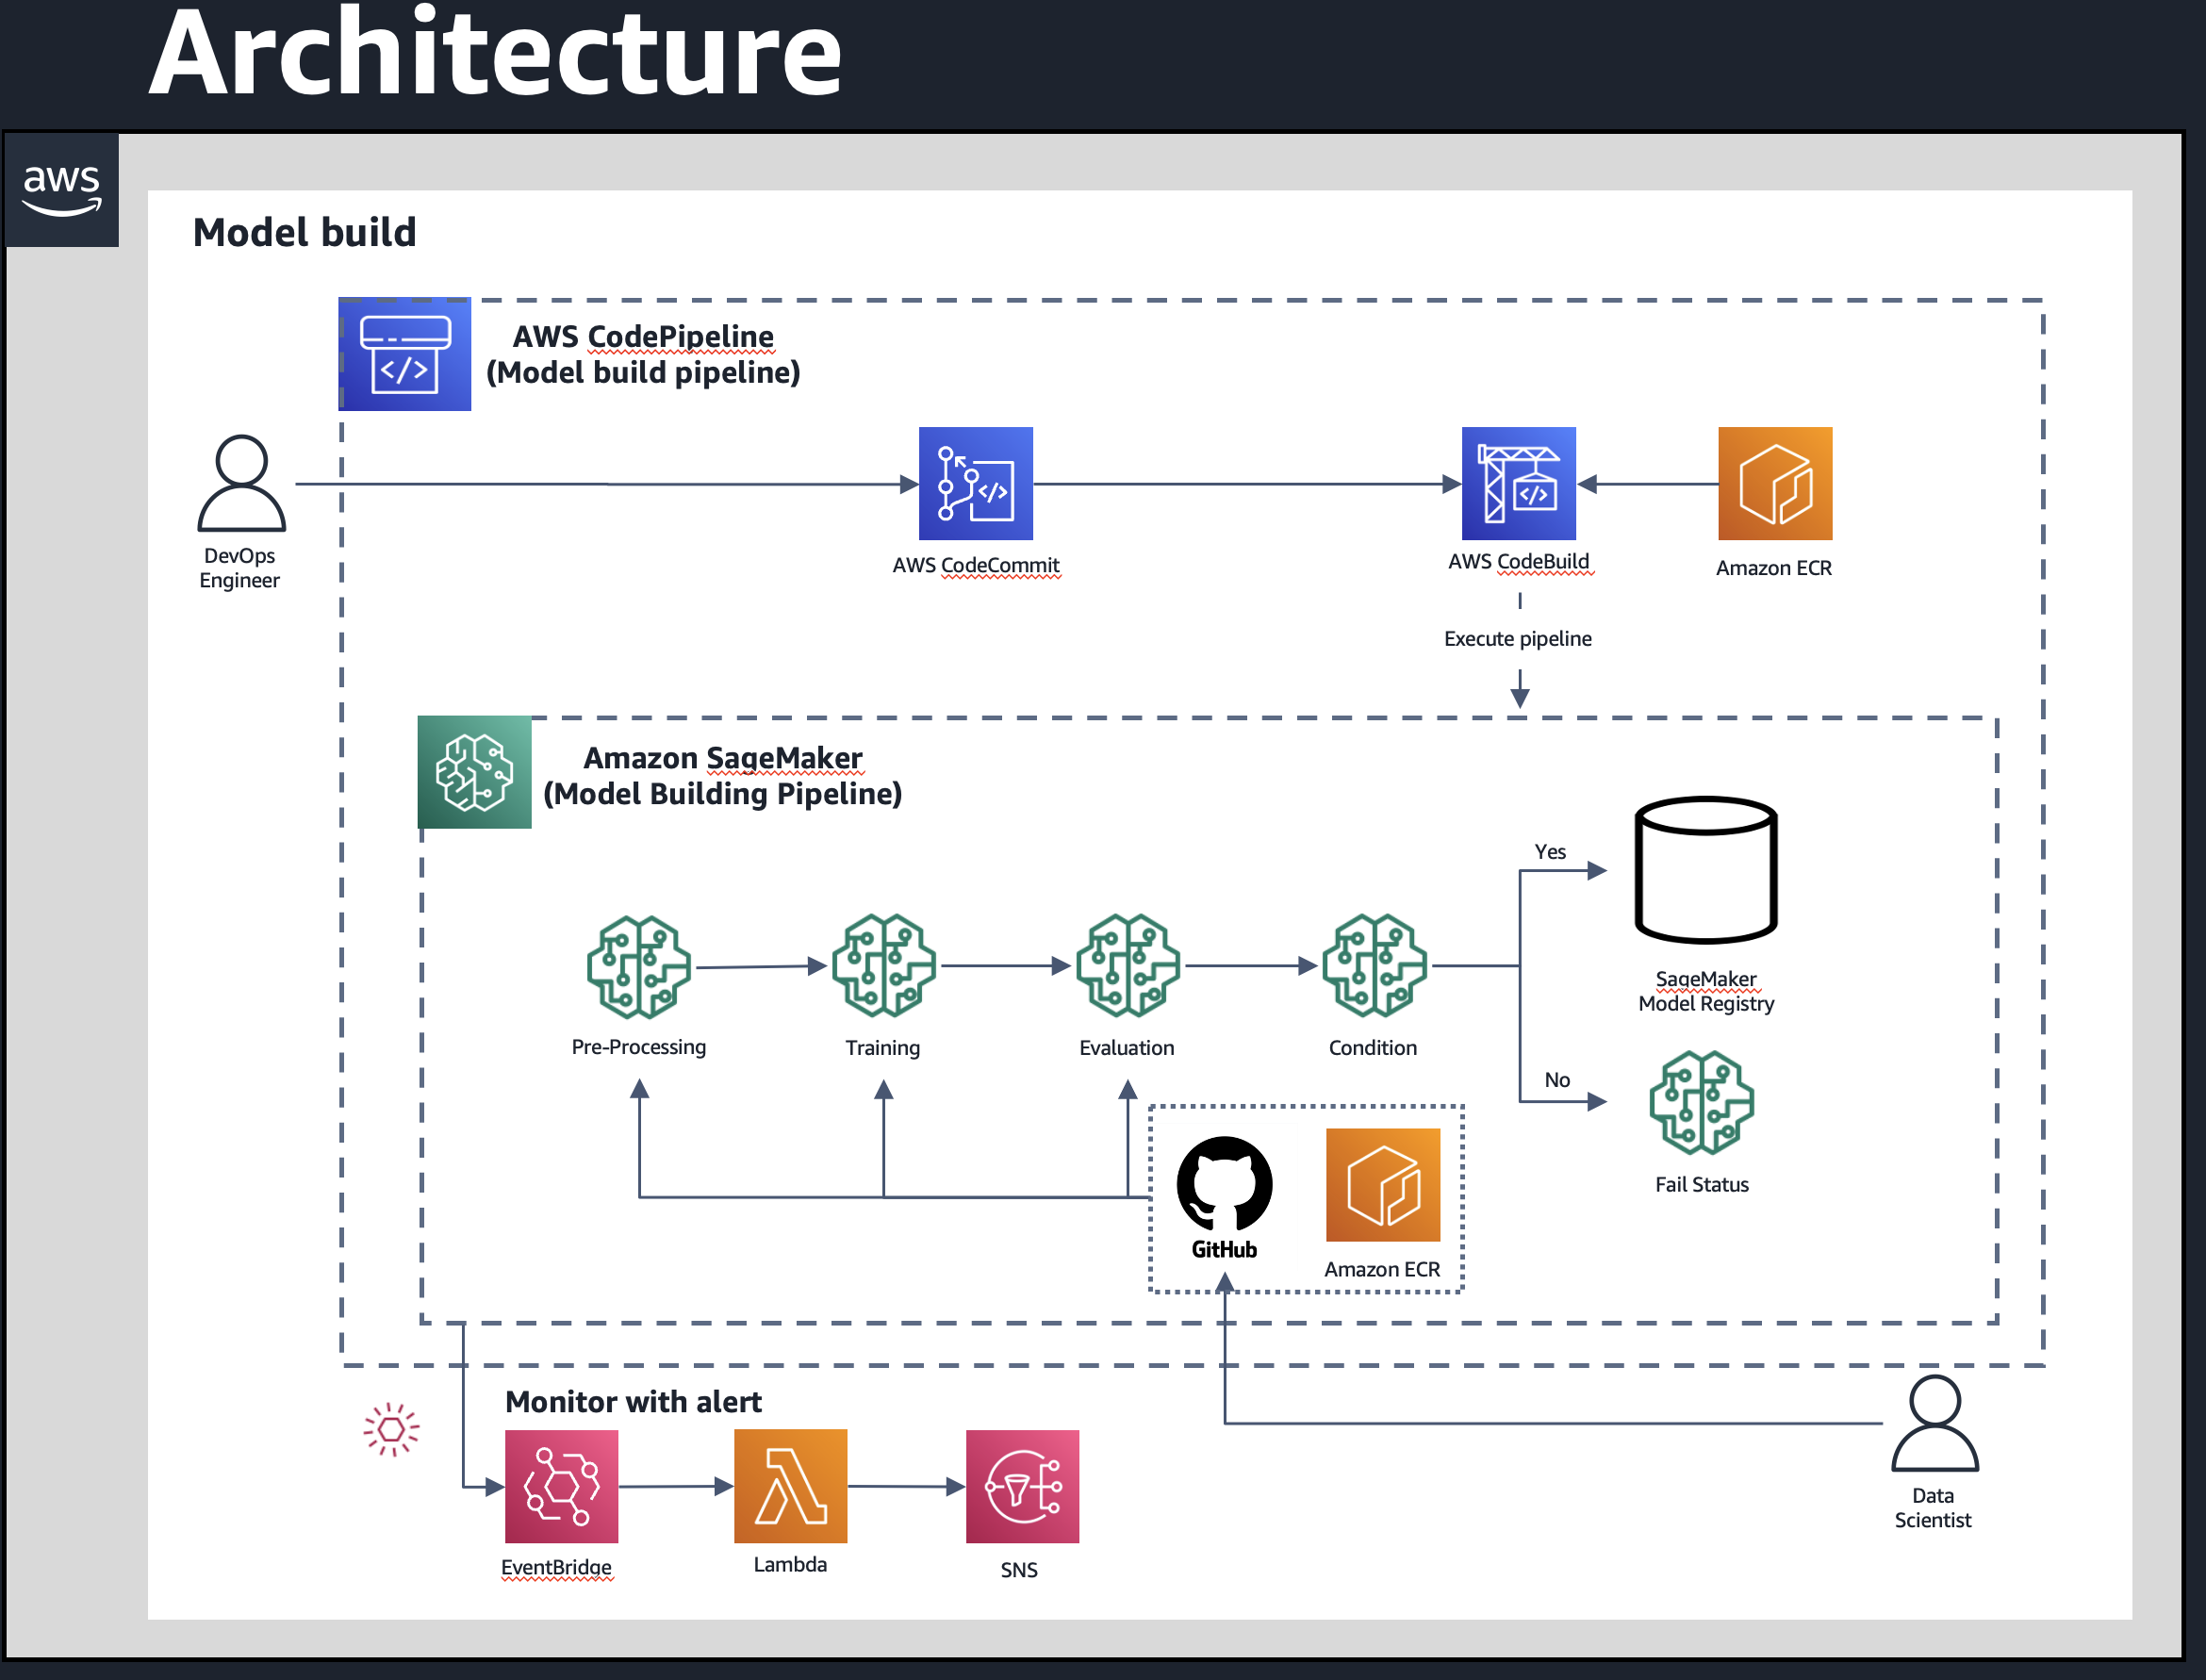 Architecture
aws
Model build
AWS CodePipeline
(Model build pipeline)
DevOps
Engineer
AWS CodeCommit
AWS CodeBuild
Amazon ECR
Execute pipeline
Amazon SageMaker
(Model Building Pipeline)
Yes
SageMaker
Model Registry
Pre-Processing
Training
Evaluation
Condition
No
Fail Status
GitHub
Amazon ECR
Monitor with alert
EventBridge
Lambda
SNS
Data
Scientist